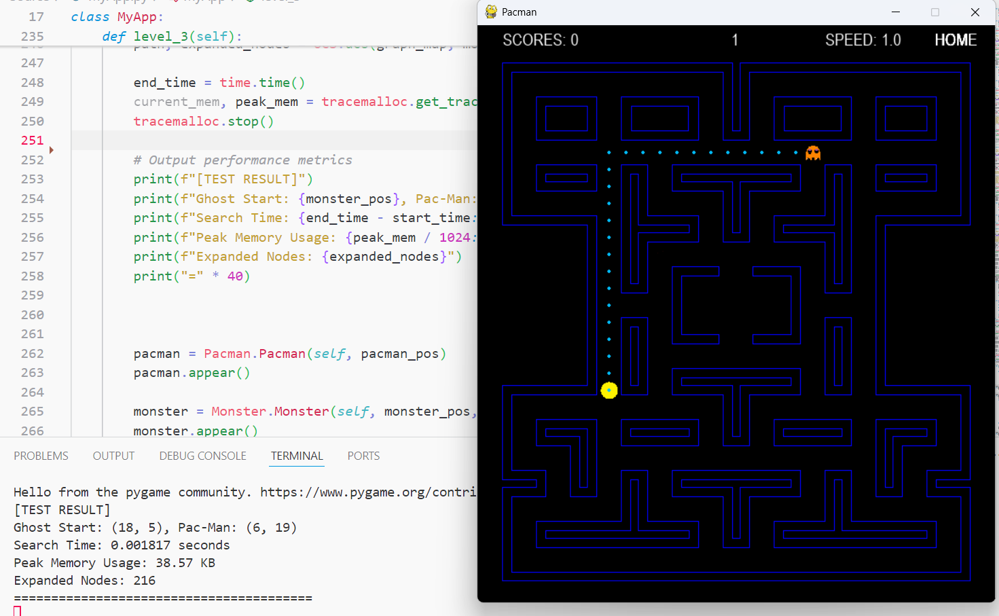 17 class MyApp:
235 def level_3(self):
247
248 end_time = time.time()
249 current_mem, peak_mem = tracemalloc.get_trac
250 tracemalloc.stop()
251
252 # Output performance metrics
253 print(f"[TEST RESULT]")
254 print(f"Ghost Start: {monster_pos}, Pac-Man:
255 print(f"Search Time: {end_time - start_time:
256 print(f"Peak Memory Usage: {peak_mem / 1024:
257 print(f"Expanded Nodes: {expanded_nodes}")
258 print("=" * 40)
259
260
261
262 pacman = Pacman.Pacman(self, pacman_pos)
263 pacman.appear()
264
265 monster = Monster.Monster(self, monster_pos,
266 monster.appear()
PROBLEMS OUTPUT DEBUG CONSOLE TERMINAL PORTS
Hello from the pygame community. https://www.pygame.org/contri
[TEST RESULT]
Ghost Start: (18, 5), Pac-Man: (6, 19)
Search Time: 0.001817 seconds
Peak Memory Usage: 38.57 KB
Expanded Nodes: 216
========================================
Pacman
SCORES: 0 1 SPEED: 1.0 HOME